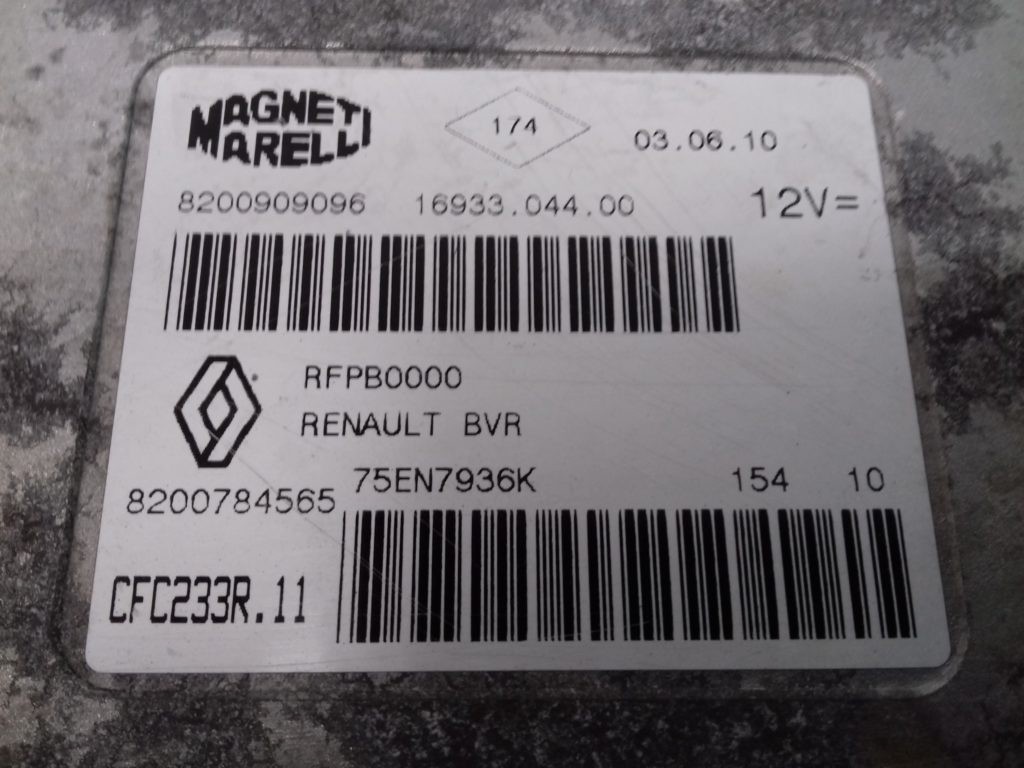 MAGNETI
MARELLI
174
03.06.10
8200909096 16933.044.00 12V=
RFPB0000
RENAULT BVR
75EN7936K 154 10
8200784565
CFC233R.11